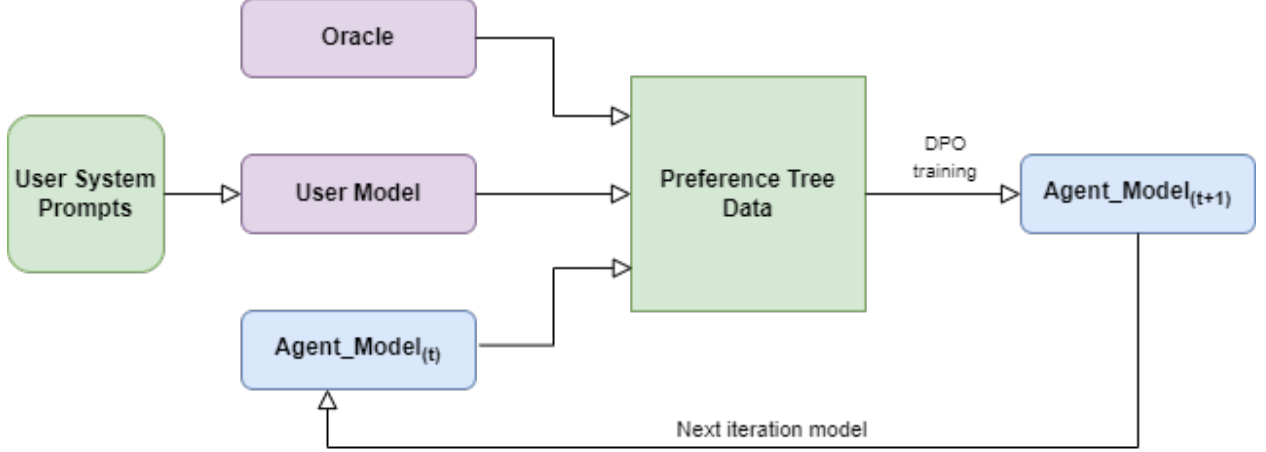 Oracle
User System
Prompts
User Model
Preference Tree
Data
DPO
training
Agent_Model(t+1)
Agent_Model(t)
Next iteration model